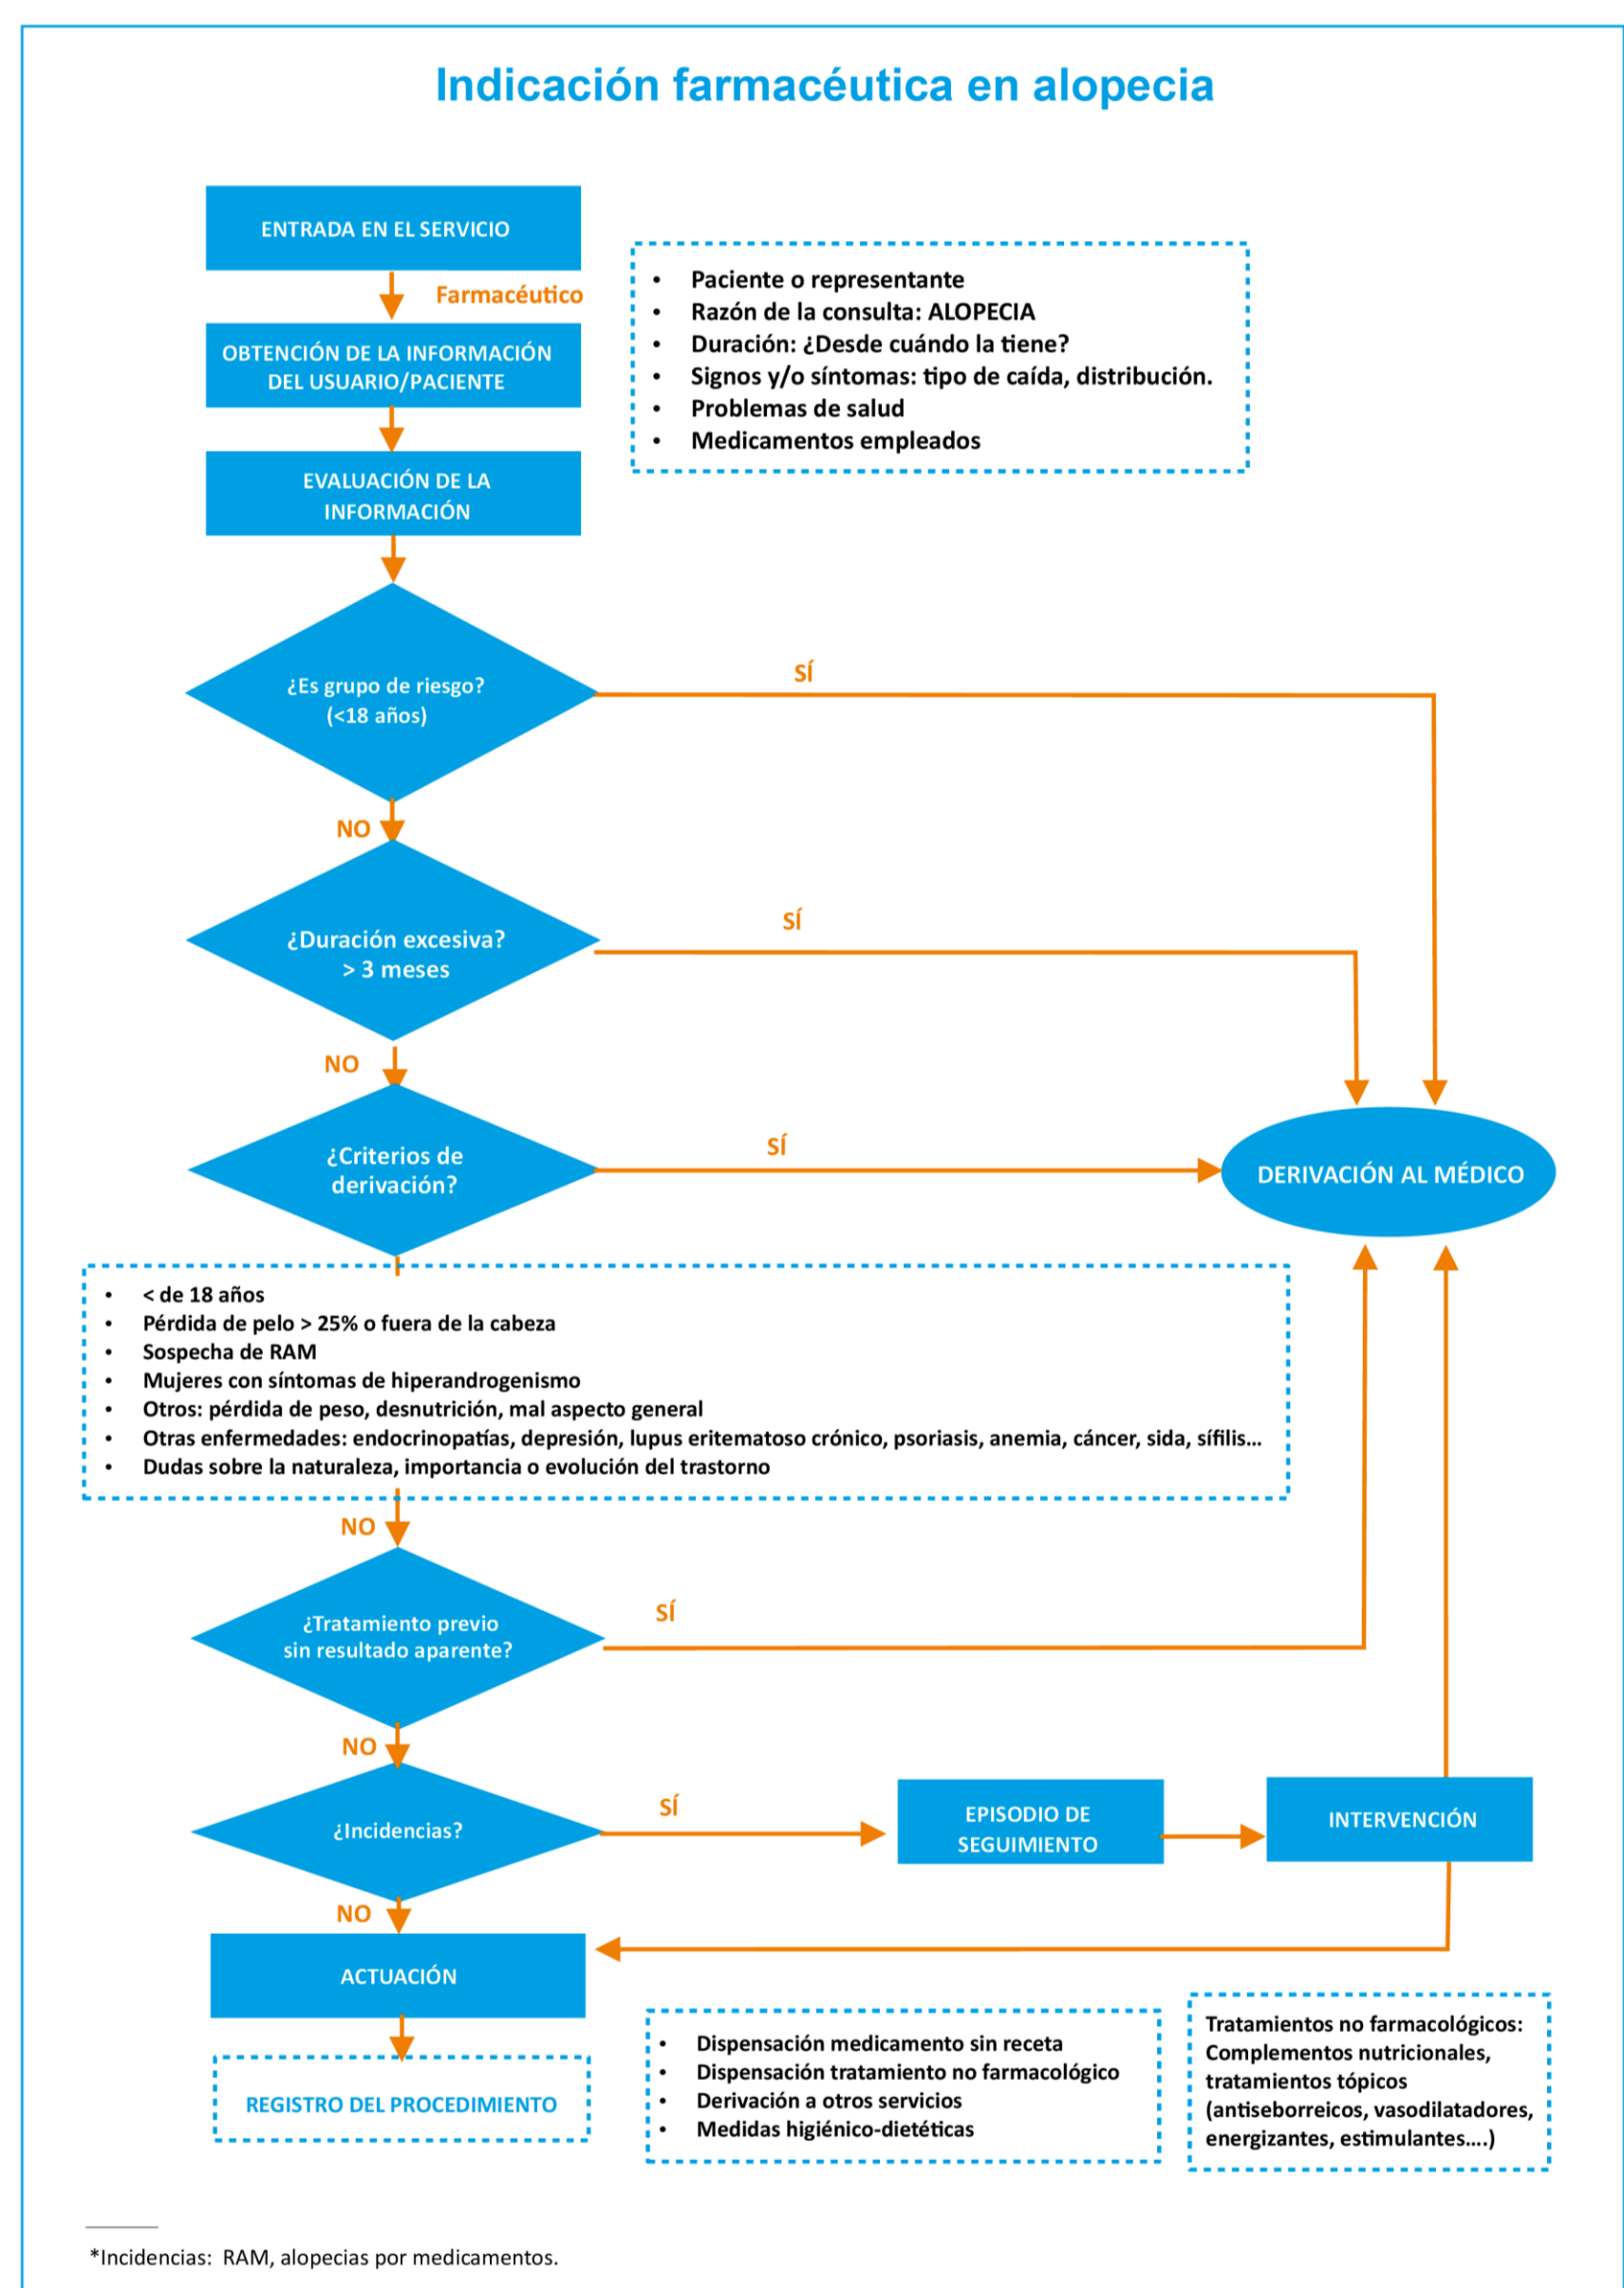 Indicación farmacéutica en alopecia
ENTRADA EN EL SERVICIO
Farmacéutico
OBTENCIÓN DE LA INFORMACIÓN
DEL USUARIO/PACIENTE
• Paciente o representante
• Razón de la consulta: ALOPECIA
• Duración: ¿Desde cuándo la tiene?
• Signos y/o síntomas: tipo de caída, distribución.
• Problemas de salud
• Medicamentos empleados
EVALUACIÓN DE LA
INFORMACIÓN
¿Es grupo de riesgo?
(<18 años)
SÍ
NO
¿Duración excesiva?
> 3 meses
SÍ
NO
¿Criterios de
derivación?
SÍ
DERIVACIÓN AL MÉDICO
• < de 18 años
• Pérdida de pelo > 25% o fuera de la cabeza
• Sospecha de RAM
• Mujeres con síntomas de hiperandrogenismo
• Otros: pérdida de peso, desnutrición, mal aspecto general
• Otras enfermedades: endocrinopatías, depresión, lupus eritematoso crónico, psoriasis, anemia, cáncer, sida, sífilis...
• Dudas sobre la naturaleza, importancia o evolución del trastorno
NO
¿Tratamiento previo
sin resultado aparente?
SÍ
NO
¿Incidencias?
SÍ
EPISODIO DE
SEGUIMIENTO
INTERVENCIÓN
NO
ACTUACIÓN
REGISTRO DEL PROCEDIMIENTO
• Dispensación medicamento sin receta
• Dispensación tratamiento no farmacológico
• Derivación a otros servicios
• Medidas higiénico-dietéticas
Tratamientos no farmacológicos:
Complementos nutricionales,
tratamientos tópicos
(antiseborreicos, vasodilatadores,
energizantes, estimulantes....)
*Incidencias: RAM, alopecias por medicamentos.